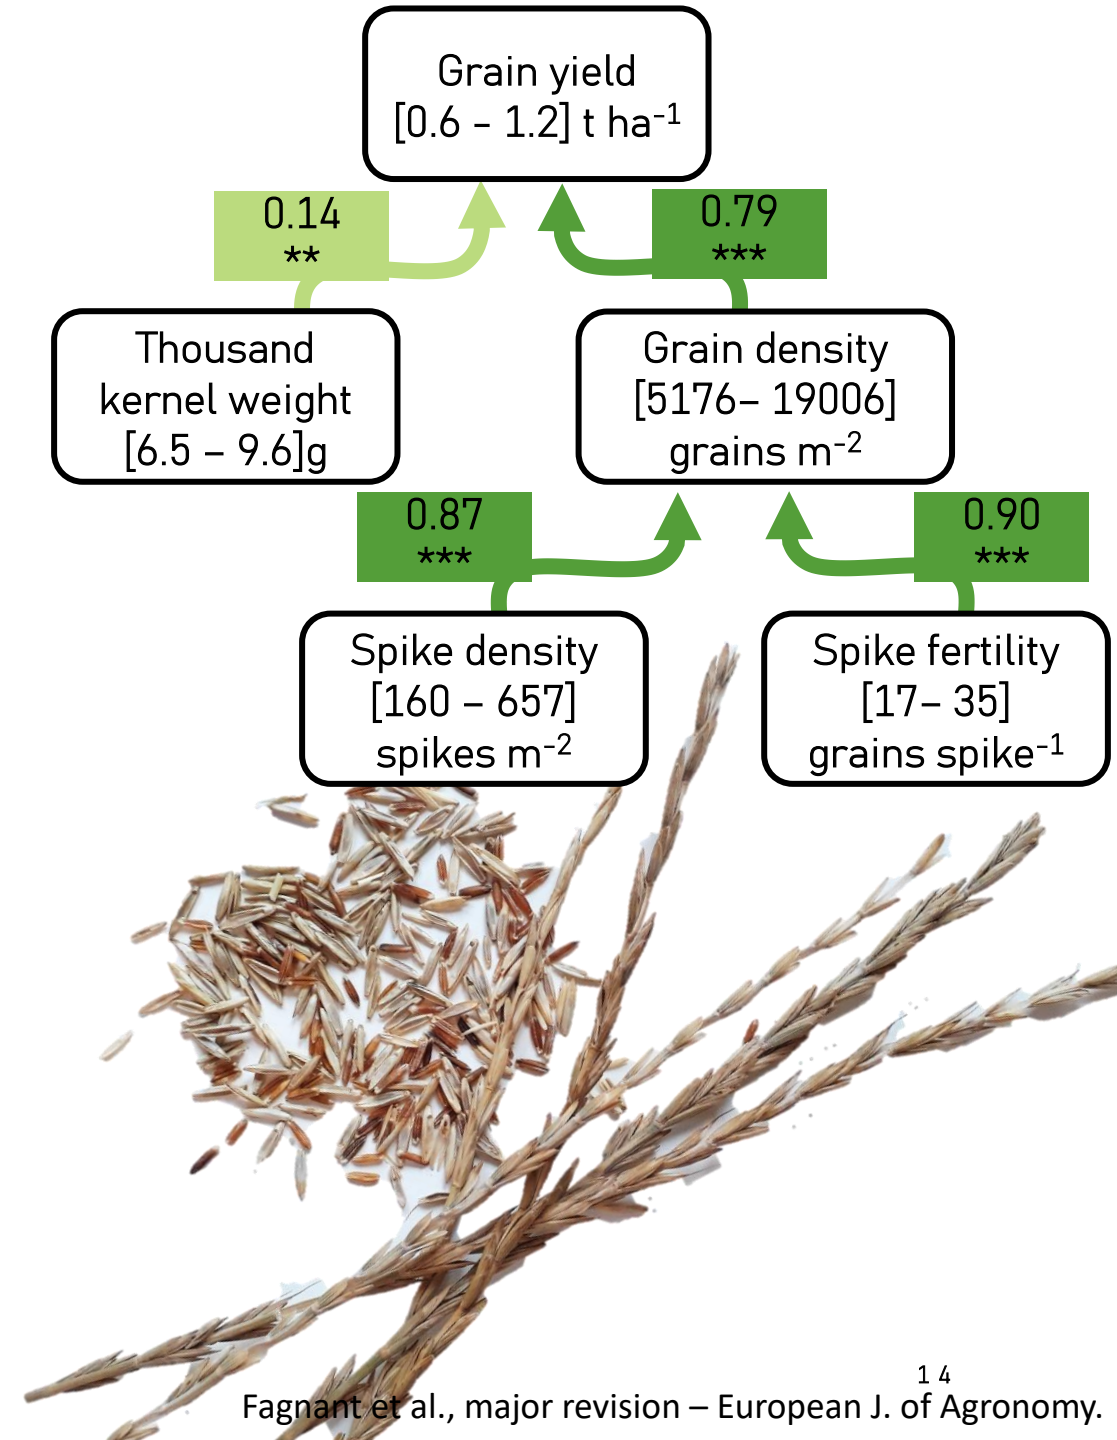 Grain yield
[0.6 – 1.2] t ha⁻¹
0.14
**
0.79
***
Thousand
kernel weight
[6.5 – 9.6]g
Grain density
[5176– 19006]
grains m⁻²
0.87
***
0.90
***
Spike density
[160 – 657]
spikes m⁻²
Spike fertility
[17– 35]
grains spike⁻¹
14
Fagnant et al., major revision – European J. of Agronomy.